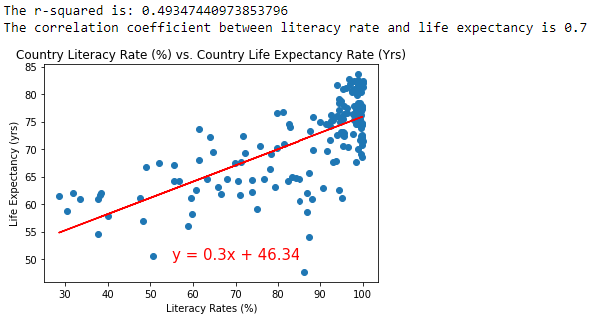 The r-squared is: 0.49347440973853796
The correlation coefficient between literacy rate and life expectancy is 0.7
Country Literacy Rate (%) vs. Country Life Expectancy Rate (Yrs)
85
80
75
70
65
60
55
50
Life Expectancy (yrs)
y = 0.3x + 46.34
30 40 50 60 70 80 90 100
Literacy Rates (%)